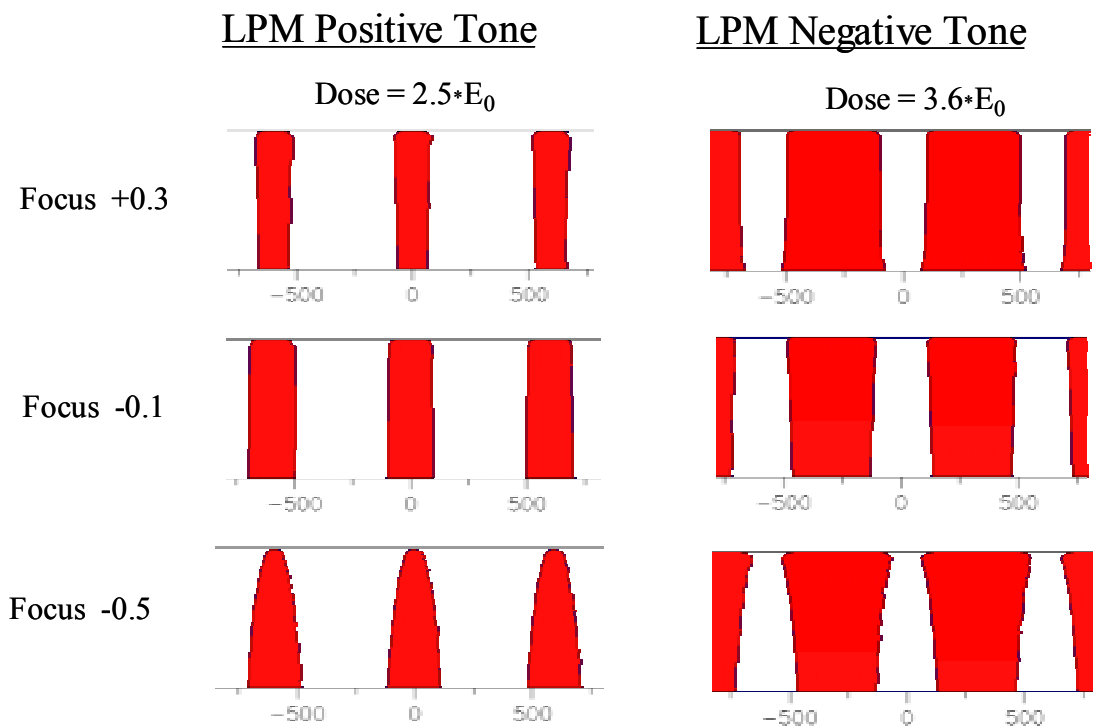 LPM Positive Tone
LPM Negative Tone
Dose = 2.5*E0
Dose = 3.6*E0
Focus +0.3
−500 0 500
−500 0 500
Focus -0.1
−500 0 500
−500 0 500
Focus -0.5
−500 0 500
−500 0 500